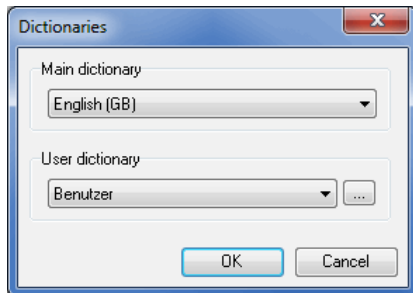 Dictionaries
Main dictionary
English (GB)
User dictionary
Benutzer
...
OK Cancel